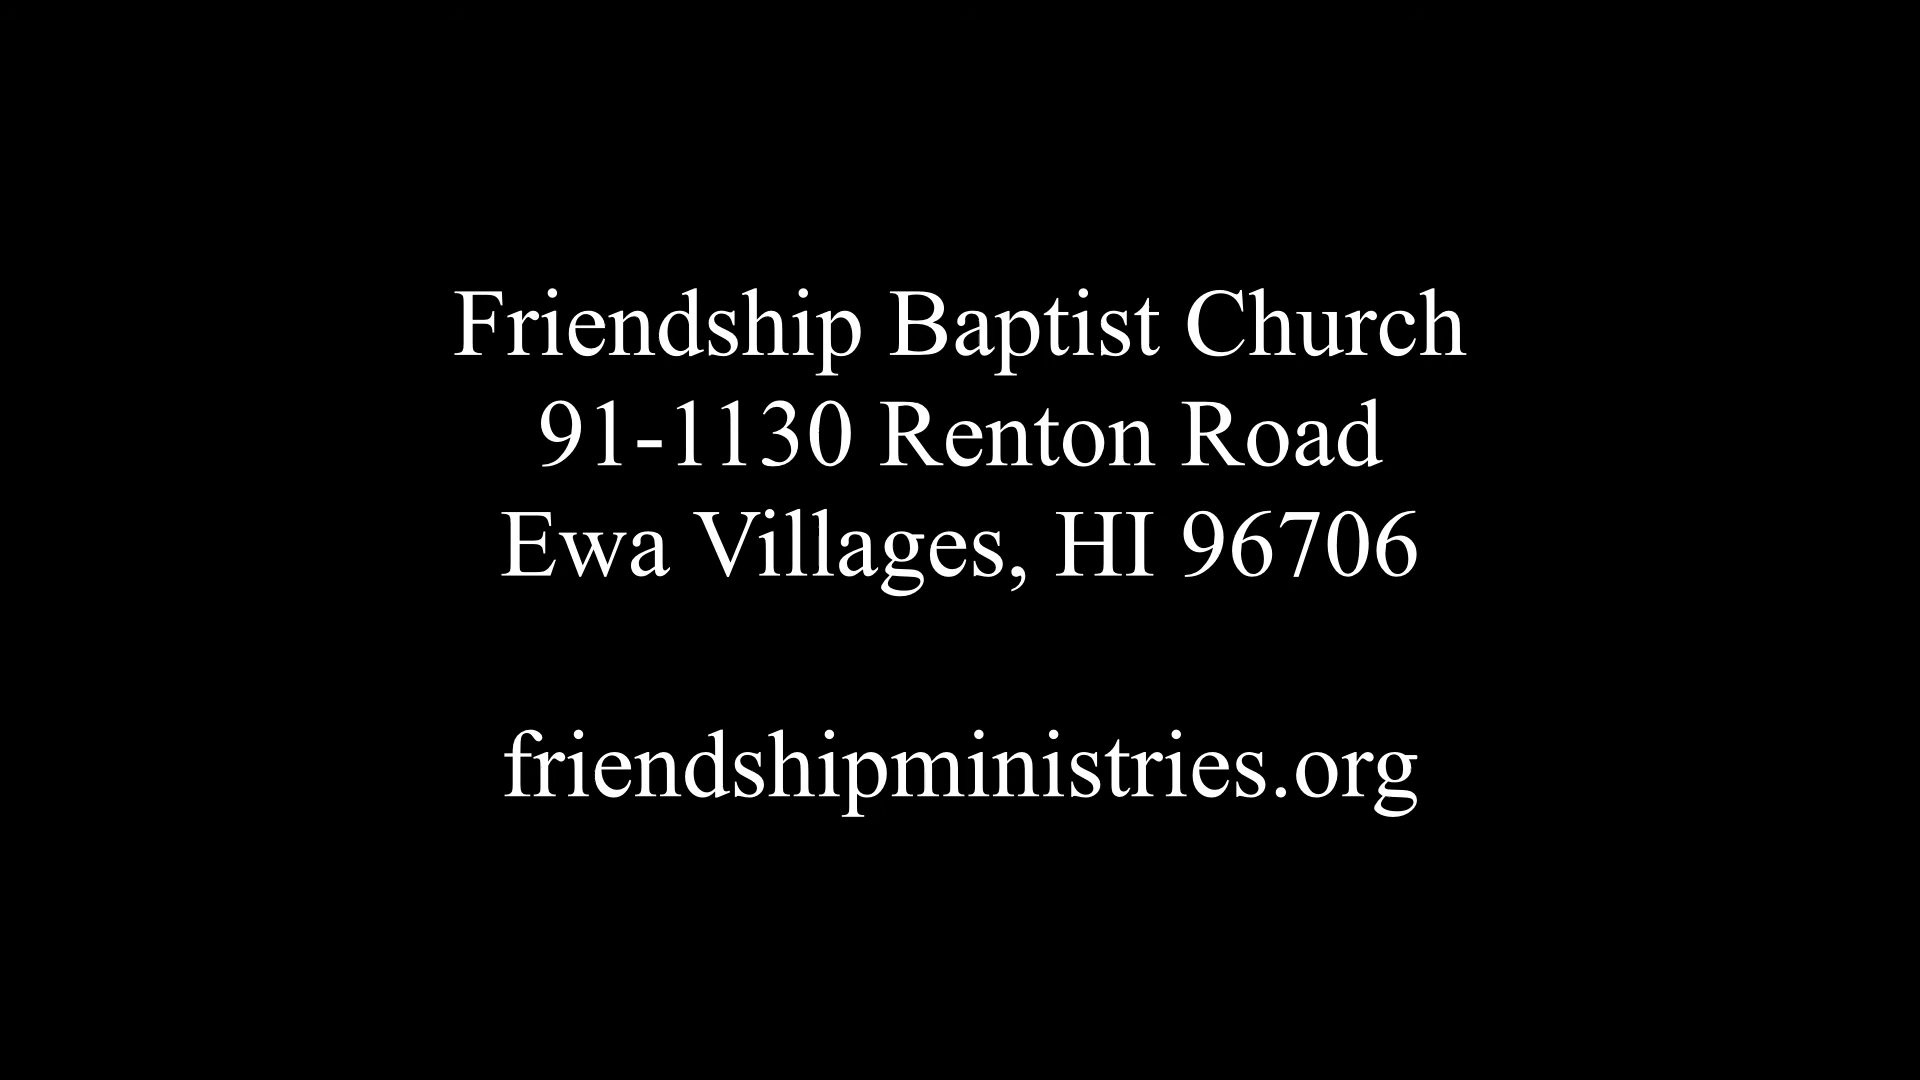 Friendship Baptist Church
91-1130 Renton Road
Ewa Villages, HI 96706
friendshipministries.org